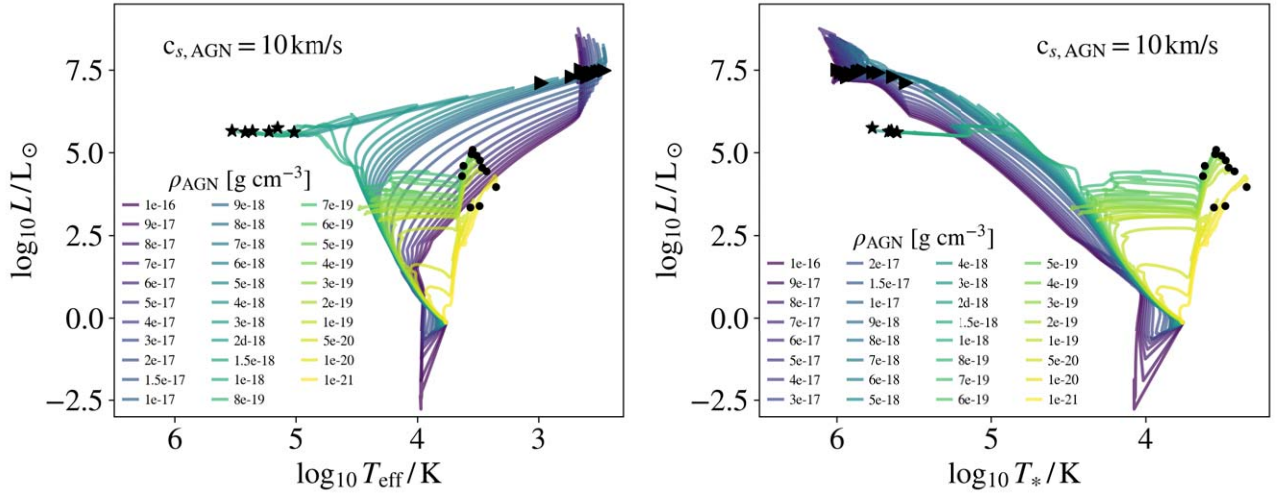 c_s, AGN = 10 km/s
7.5
5.0
2.5
0.0
−2.5
log₁₀ L/L⊙
ρ_AGN [g cm⁻³]
1e-16 9e-18 7e-19
9e-17 8e-18 6e-19
8e-17 7e-18 5e-19
7e-17 6e-18 4e-19
6e-17 5e-18 3e-19
5e-17 4e-18 2e-19
4e-17 3e-18 1e-19
3e-17 2d-18 5e-20
2e-17 1.5e-18 1e-20
1.5e-17 1e-18 1e-21
1e-17 8e-19
6 5 4 3
log₁₀ T_eff / K
c_s, AGN = 10 km/s
7.5
5.0
2.5
0.0
−2.5
log₁₀ L/L⊙
ρ_AGN [g cm⁻³]
1e-16 2e-17 4e-18 5e-19
9e-17 1.5e-17 3e-18 4e-19
8e-17 1e-17 2d-18 3e-19
7e-17 9e-18 1.5e-18 2e-19
6e-17 8e-18 1e-18 1e-19
5e-17 7e-18 8e-19 5e-20
4e-17 6e-18 7e-19 1e-20
3e-17 5e-18 6e-19 1e-21
6 5 4
log₁₀ T_* / K